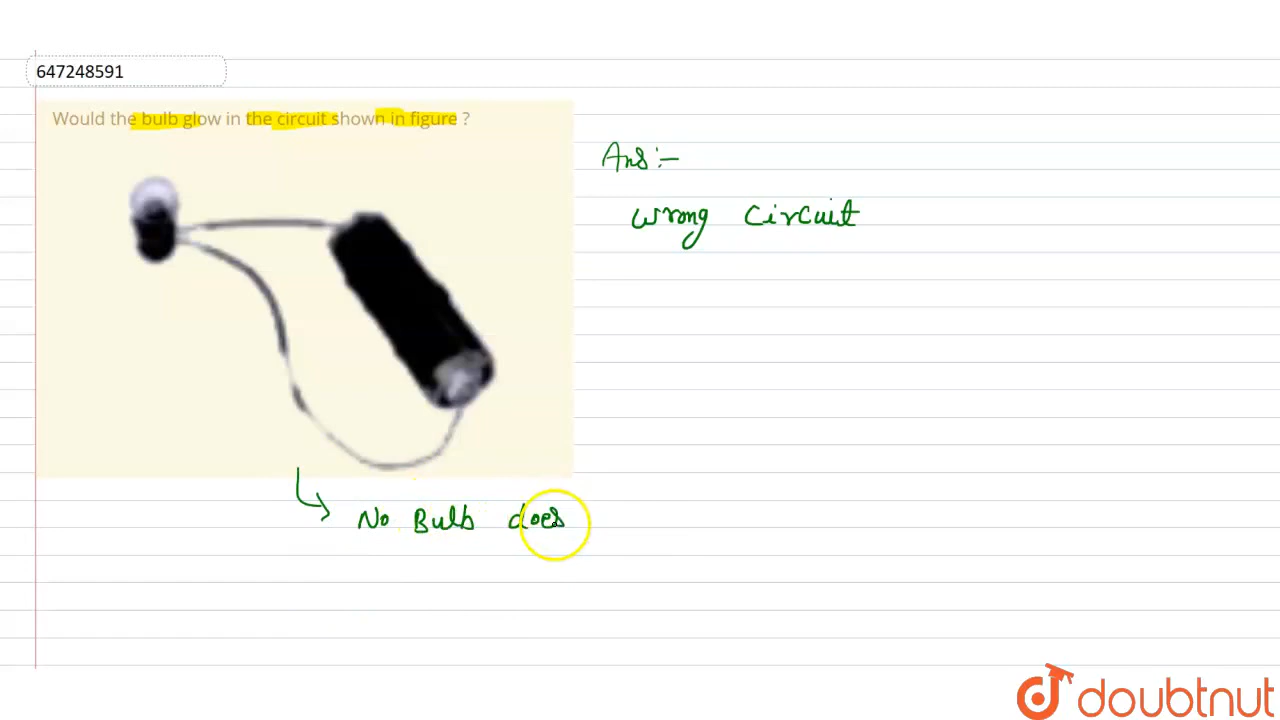 647248591
Would the bulb glow in the circuit shown in figure ?
Ans :-
Wrong Circuit
No Bulb does
doubtnut